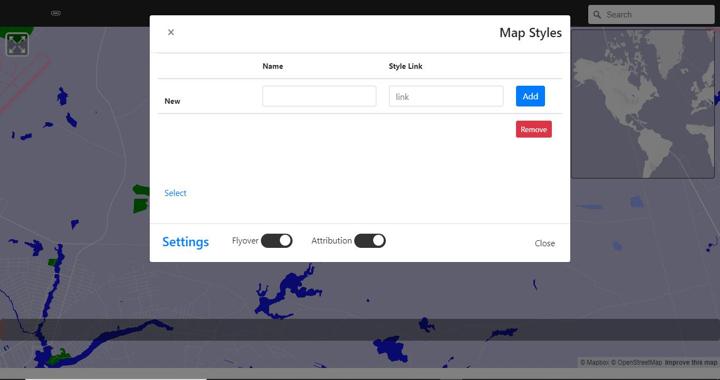 Search
× Map Styles
Name Style Link
New link Add
Remove
Select
Settings Flyover Attribution Close
© Mapbox © OpenStreetMap Improve this map